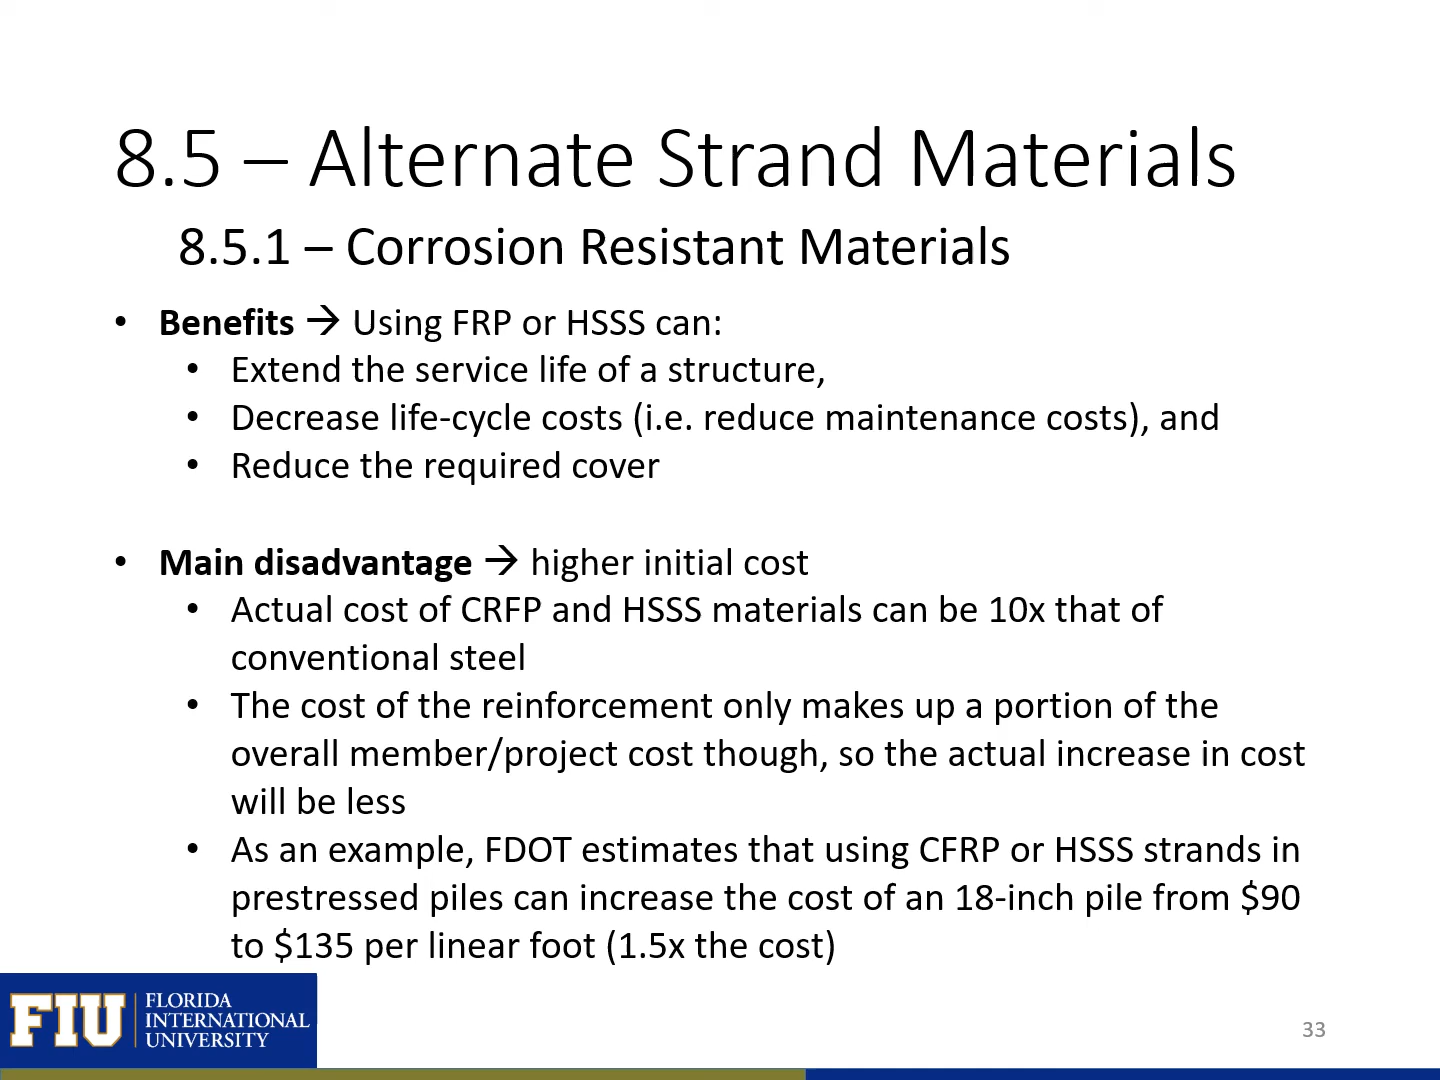 8.5 – Alternate Strand Materials
8.5.1 – Corrosion Resistant Materials
• Benefits → Using FRP or HSSS can:
• Extend the service life of a structure,
• Decrease life-cycle costs (i.e. reduce maintenance costs), and
• Reduce the required cover
• Main disadvantage → higher initial cost
• Actual cost of CRFP and HSSS materials can be 10x that of
conventional steel
• The cost of the reinforcement only makes up a portion of the
overall member/project cost though, so the actual increase in cost
will be less
• As an example, FDOT estimates that using CFRP or HSSS strands in
prestressed piles can increase the cost of an 18-inch pile from $90
to $135 per linear foot (1.5x the cost)
FIU
FLORIDA
INTERNATIONAL
UNIVERSITY
33